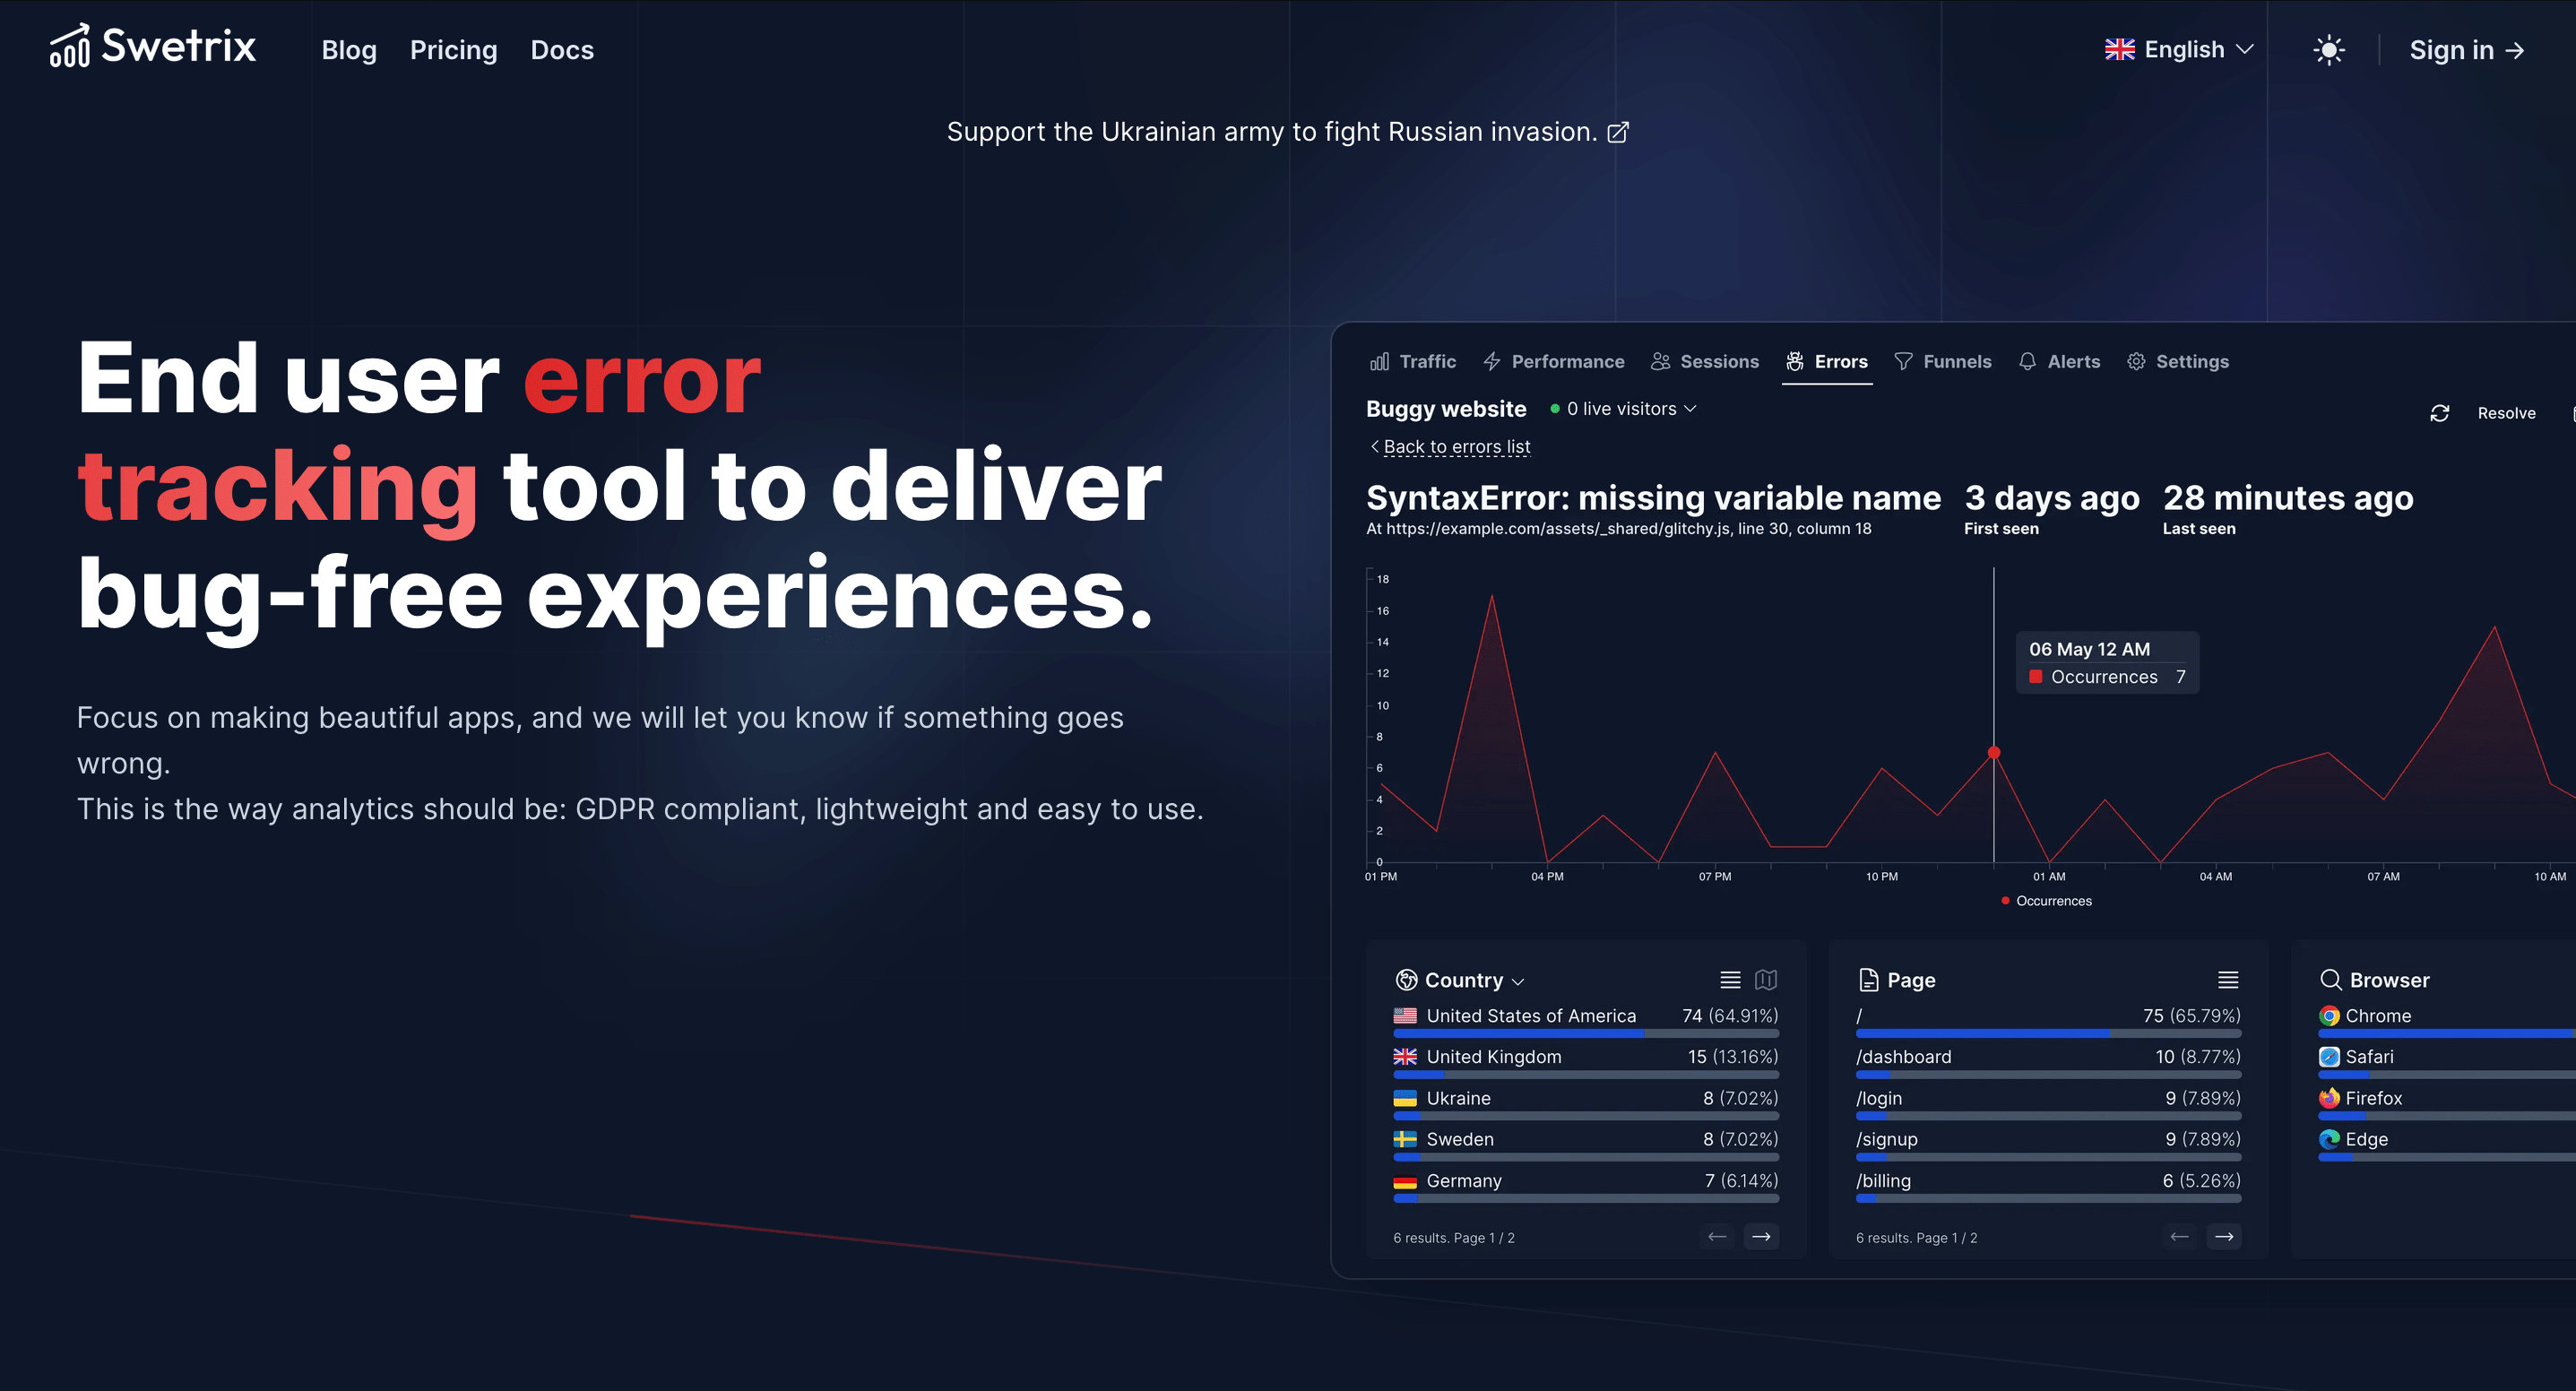 Swetrix
Blog Pricing Docs
English
Sign in →
Support the Ukrainian army to fight Russian invasion.
End user error
tracking tool to deliver
bug-free experiences.
Focus on making beautiful apps, and we will let you know if something goes
wrong.
This is the way analytics should be: GDPR compliant, lightweight and easy to use.
Traffic Performance Sessions Errors Funnels Alerts Settings
Buggy website 0 live visitors
Resolve
Back to errors list
SyntaxError: missing variable name 3 days ago 28 minutes ago
At https://example.com/assets/_shared/glitchy.js, line 30, column 18 First seen Last seen
18
16
14
12
10
8
6
4
2
0
06 May 12 AM
Occurrences 7
01 PM 04 PM 07 PM 10 PM 01 AM 04 AM 07 AM 10 AM
Occurrences
Country
United States of America 74 (64.91%)
United Kingdom 15 (13.16%)
Ukraine 8 (7.02%)
Sweden 8 (7.02%)
Germany 7 (6.14%)
6 results. Page 1 / 2
← →
Page
/ 75 (65.79%)
/dashboard 10 (8.77%)
/login 9 (7.89%)
/signup 9 (7.89%)
/billing 6 (5.26%)
6 results. Page 1 / 2
← →
Browser
Chrome
Safari
Firefox
Edge